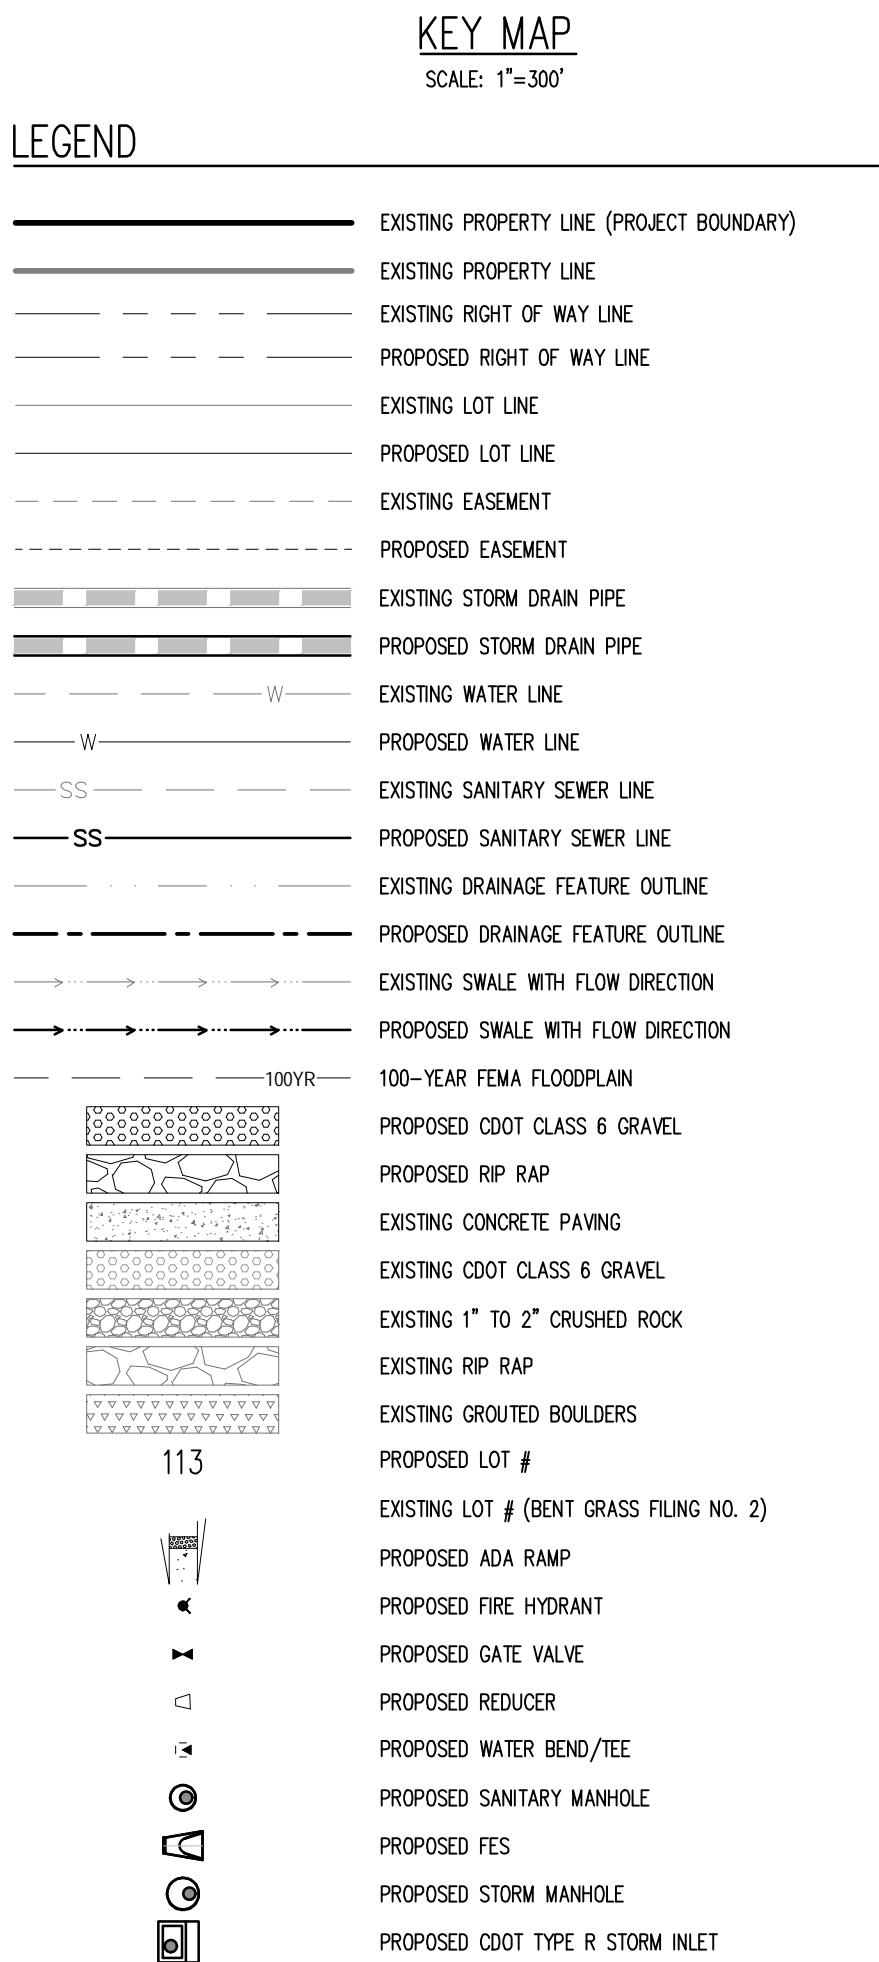 KEY MAP
SCALE: 1"=300'
LEGEND
EXISTING PROPERTY LINE (PROJECT BOUNDARY)
EXISTING PROPERTY LINE
EXISTING RIGHT OF WAY LINE
PROPOSED RIGHT OF WAY LINE
EXISTING LOT LINE
PROPOSED LOT LINE
EXISTING EASEMENT
PROPOSED EASEMENT
EXISTING STORM DRAIN PIPE
PROPOSED STORM DRAIN PIPE
W EXISTING WATER LINE
W PROPOSED WATER LINE
SS EXISTING SANITARY SEWER LINE
SS PROPOSED SANITARY SEWER LINE
EXISTING DRAINAGE FEATURE OUTLINE
PROPOSED DRAINAGE FEATURE OUTLINE
EXISTING SWALE WITH FLOW DIRECTION
PROPOSED SWALE WITH FLOW DIRECTION
100YR 100-YEAR FEMA FLOODPLAIN
PROPOSED CDOT CLASS 6 GRAVEL
PROPOSED RIP RAP
EXISTING CONCRETE PAVING
EXISTING CDOT CLASS 6 GRAVEL
EXISTING 1" TO 2" CRUSHED ROCK
EXISTING RIP RAP
EXISTING GROUTED BOULDERS
113 PROPOSED LOT #
EXISTING LOT # (BENT GRASS FILING NO. 2)
PROPOSED ADA RAMP
PROPOSED FIRE HYDRANT
PROPOSED GATE VALVE
PROPOSED REDUCER
PROPOSED WATER BEND/TEE
PROPOSED SANITARY MANHOLE
PROPOSED FES
PROPOSED STORM MANHOLE
PROPOSED CDOT TYPE R STORM INLET